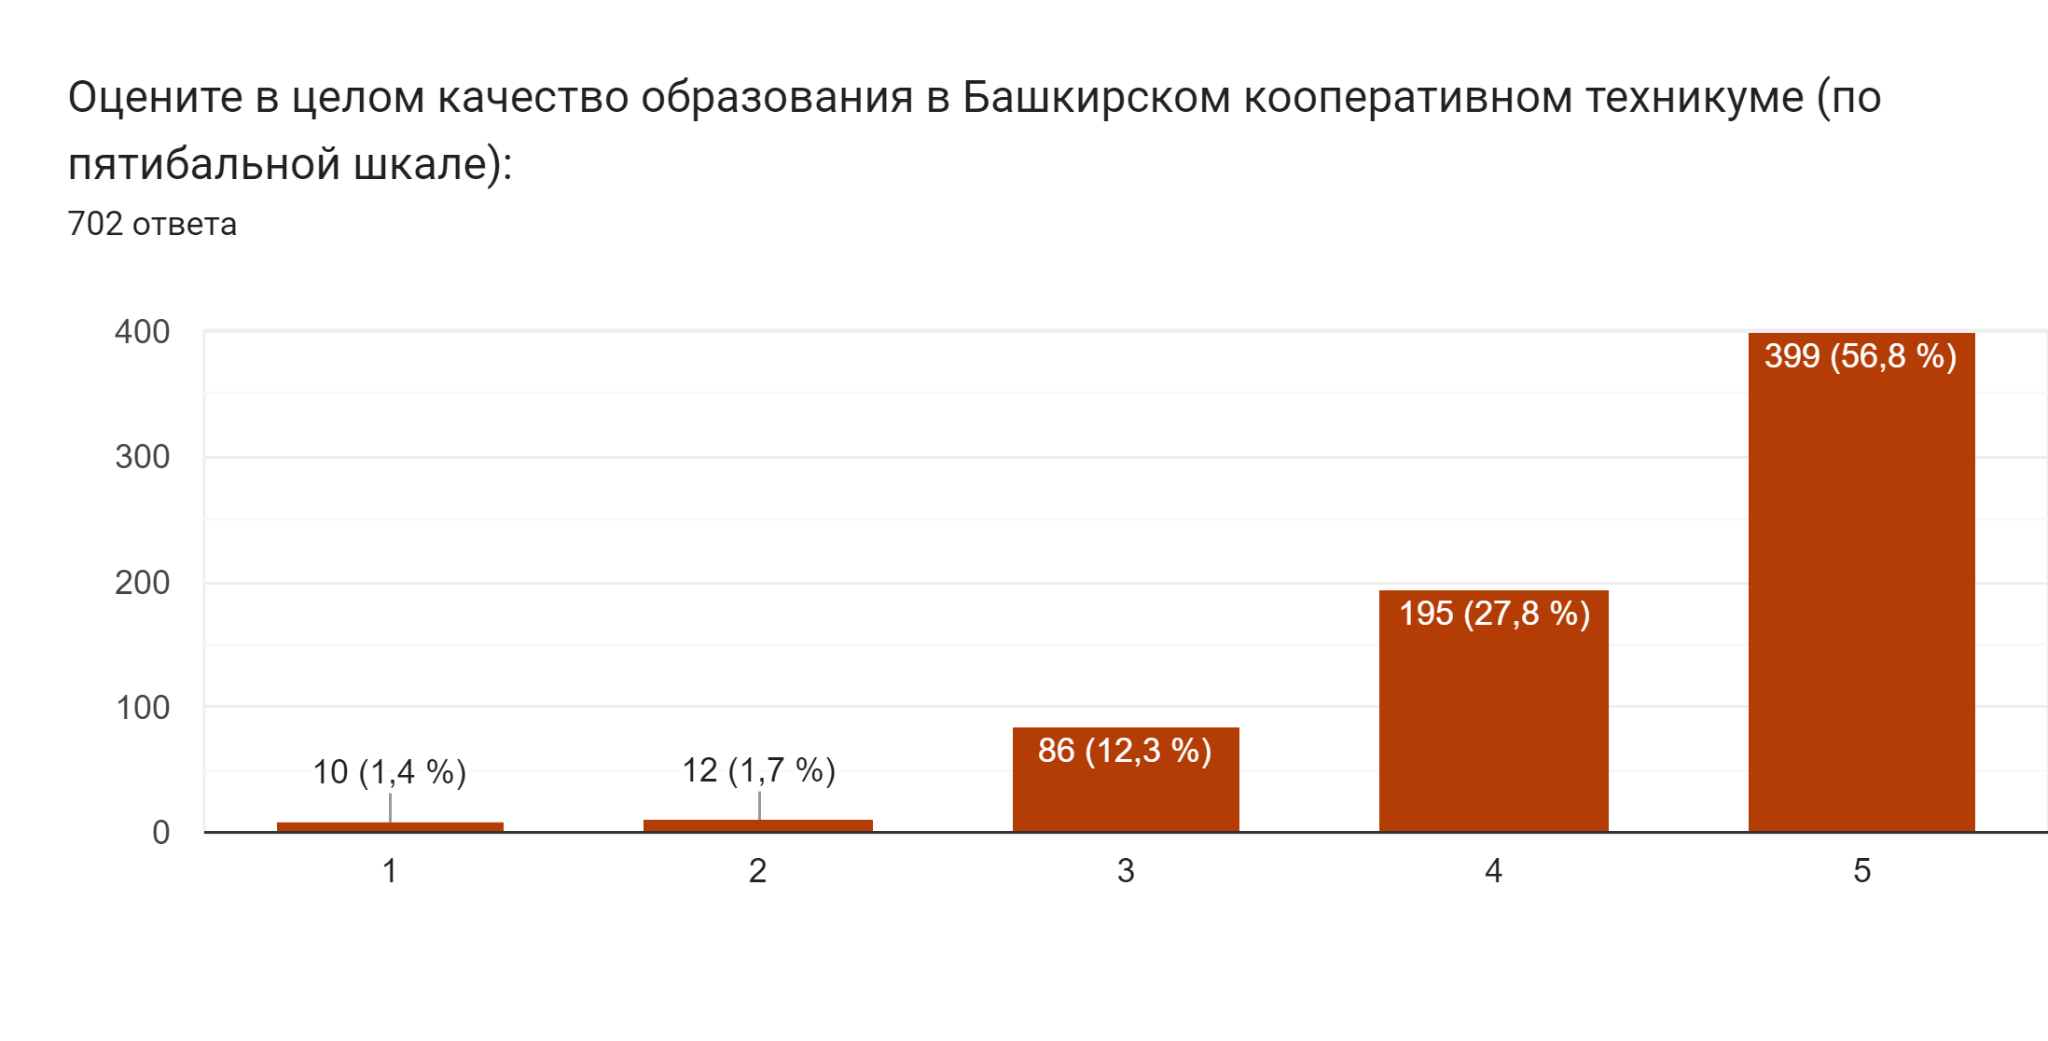 Оцените в целом качество образования в Башкирском кооперативном техникуме (по
пятибальной шкале):
702 ответа
400
399 (56,8 %)
300
200
195 (27,8 %)
100
86 (12,3 %)
10 (1,4 %)
12 (1,7 %)
0
1
2
3
4
5